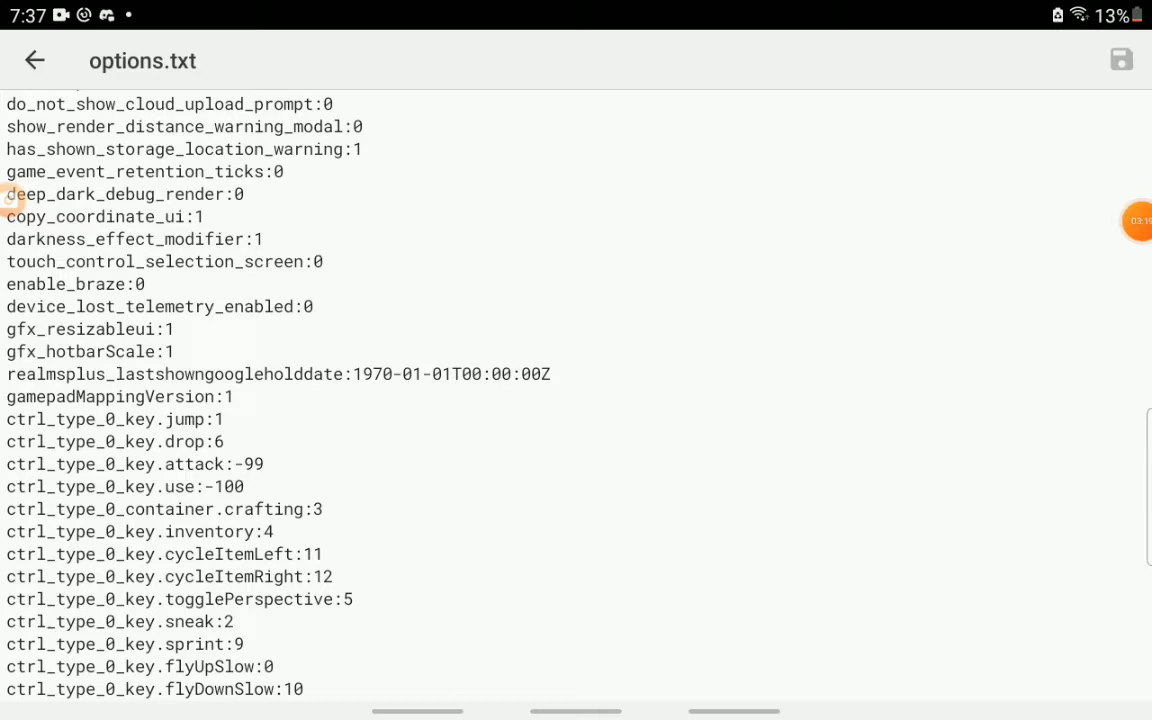 7:37
13%
options.txt
do_not_show_cloud_upload_prompt:0
show_render_distance_warning_modal:0
has_shown_storage_location_warning:1
game_event_retention_ticks:0
deep_dark_debug_render:0
03:19
copy_coordinate_ui:1
darkness_effect_modifier:1
touch_control_selection_screen:0
enable_braze:0
device_lost_telemetry_enabled:0
gfx_resizableui:1
gfx_hotbarScale:1
realmsplus_lastshowngoogleholddate:1970-01-01T00:00:00Z
gamepadMappingVersion:1
ctrl_type_0_key.jump:1
ctrl_type_0_key.drop:6
ctrl_type_0_key.attack:-99
ctrl_type_0_key.use:-100
ctrl_type_0_container.crafting:3
ctrl_type_0_key.inventory:4
ctrl_type_0_key.cycleItemLeft:11
ctrl_type_0_key.cycleItemRight:12
ctrl_type_0_key.togglePerspective:5
ctrl_type_0_key.sneak:2
ctrl_type_0_key.sprint:9
ctrl_type_0_key.flyUpSlow:0
ctrl_type_0_key.flyDownSlow:10